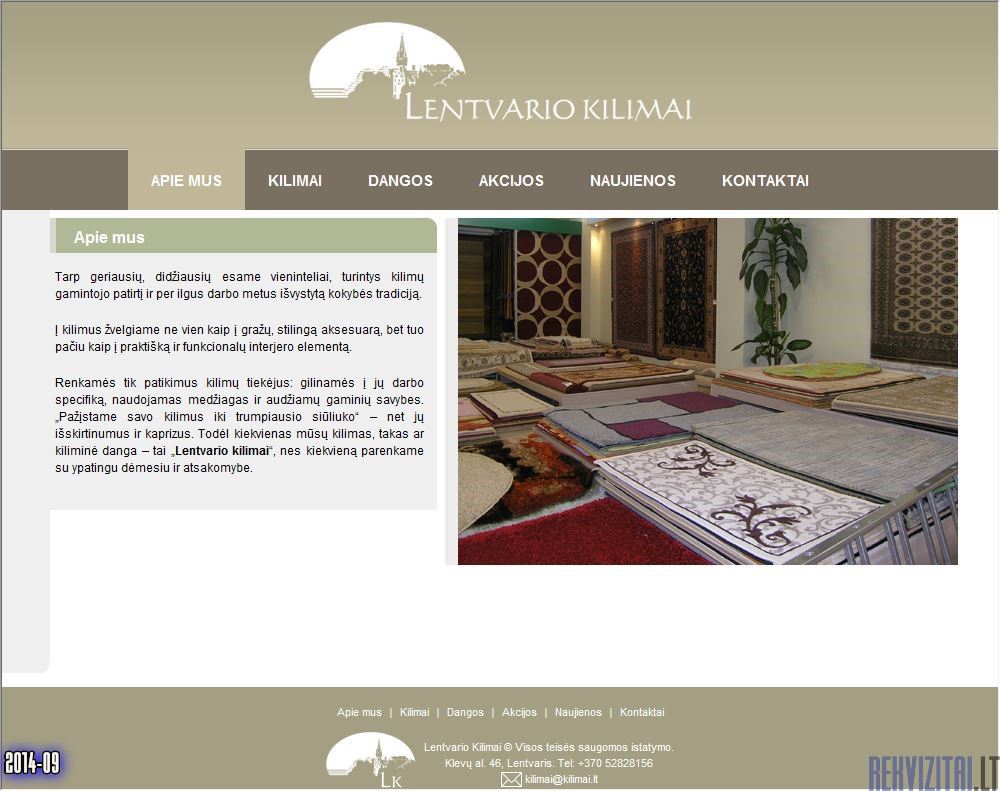 LENTVARIO KILIMAI
APIE MUS KILIMAI DANGOS AKCIJOS NAUJIENOS KONTAKTAI
Apie mus
Tarp geriausių, didžiausių esame vieninteliai, turintys kilimų
gamintojo patirtį ir per ilgus darbo metus išvystytą kokybės tradiciją.
Į kilimus žvelgiame ne vien kaip į gražų, stilingą aksesuarą, bet tuo
pačiu kaip į praktišką ir funkcionalų interjero elementą.
Renkamės tik patikimus kilimų tiekėjus: gilinamės į jų darbo
specifiką, naudojamas medžiagas ir audžiamų gaminių savybes.
„Pažįstame savo kilimus iki trumpiausio siūliuko“ – net jų
išskirtinumus ir kaprizus. Todėl kiekvienas mūsų kilimas, takas ar
kiliminė danga – tai „Lentvario kilimai“, nes kiekvieną parenkame
su ypatingu dėmesiu ir atsakomybe.
Apie mus | Kilimai | Dangos | Akcijos | Naujienos | Kontaktai
LK
Lentvario Kilimai © Visos teisės saugomos istatymo.
Klevų al. 46, Lentvaris. Tel: +370 52828156
kilimai@kilimai.lt
2014-09
REKVIZITAI.LT